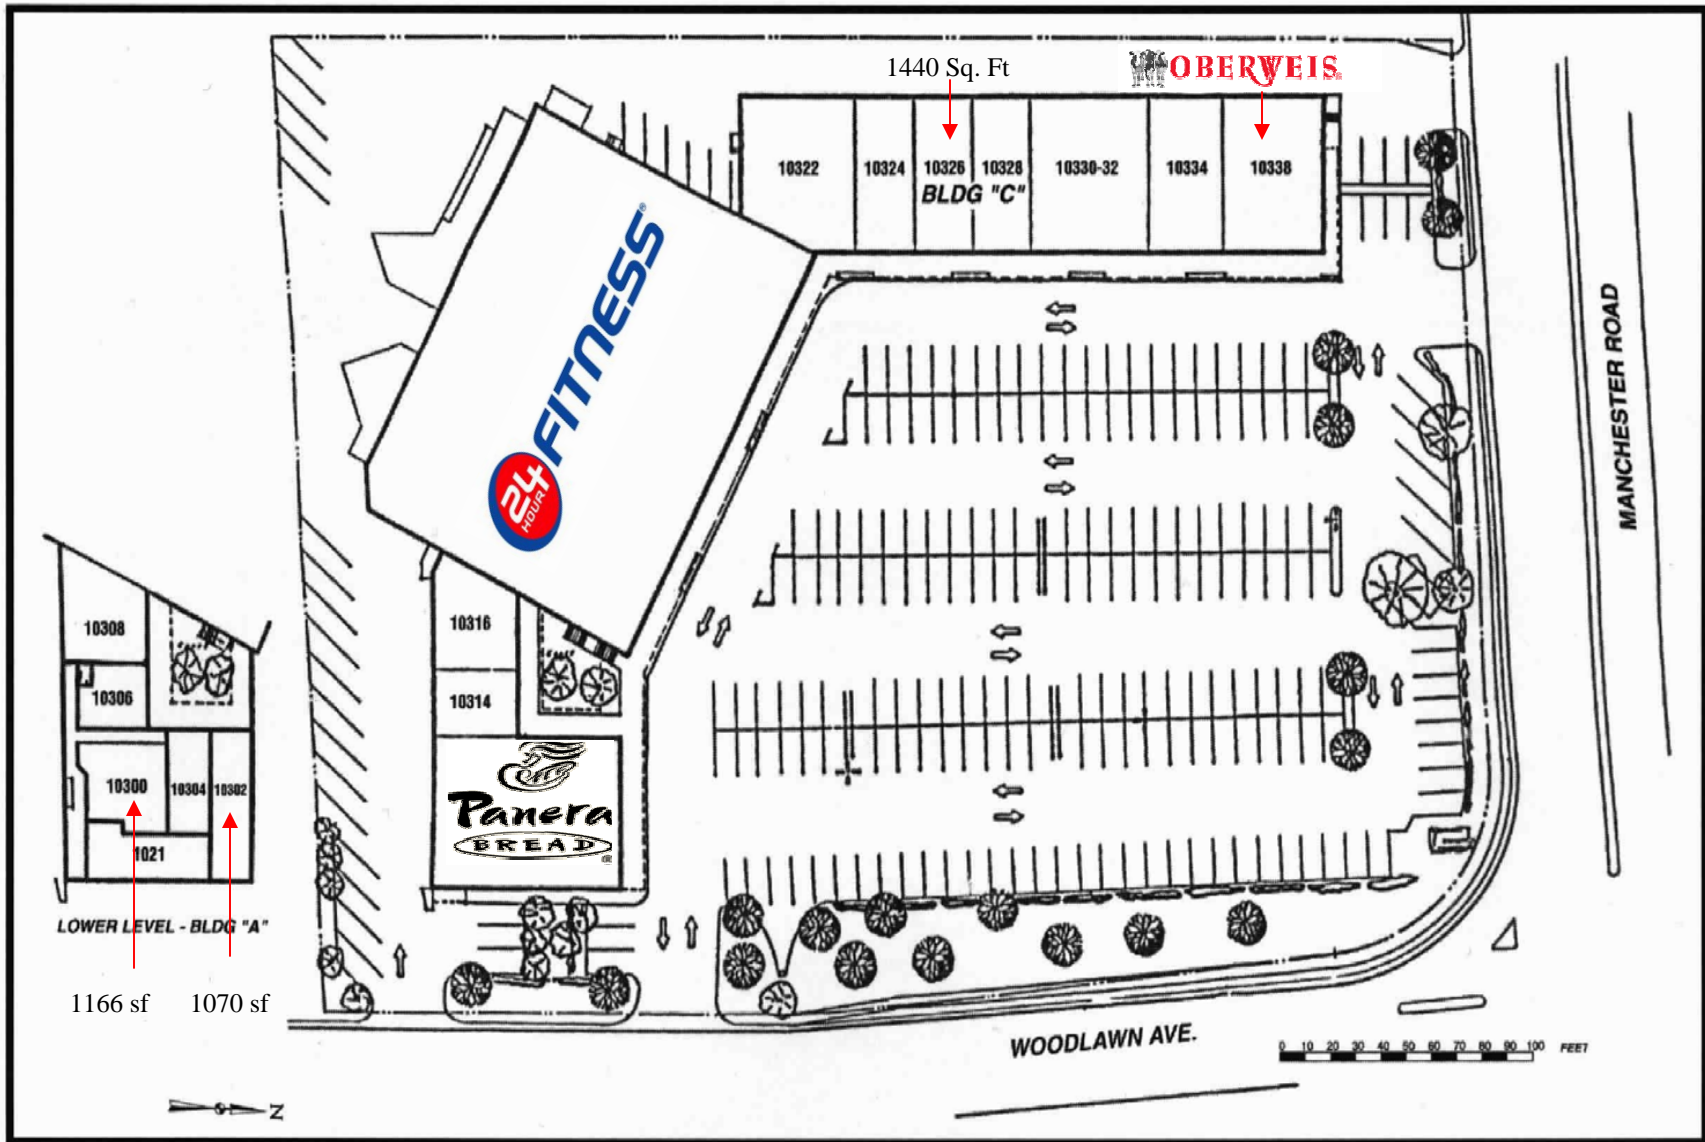 1440 Sq. Ft
OBERWEIS
10322
10324
10326
10328
10330-32
10334
10338
BLDG "C"
24
HOUR
FITNESS
MANCHESTER ROAD
10316
10314
Panera
BREAD
10308
10306
10300
10304
10302
1021
LOWER LEVEL - BLDG "A"
1166 sf
1070 sf
WOODLAWN AVE.
0 10 20 30 40 50 60 70 80 90 100 FEET
N